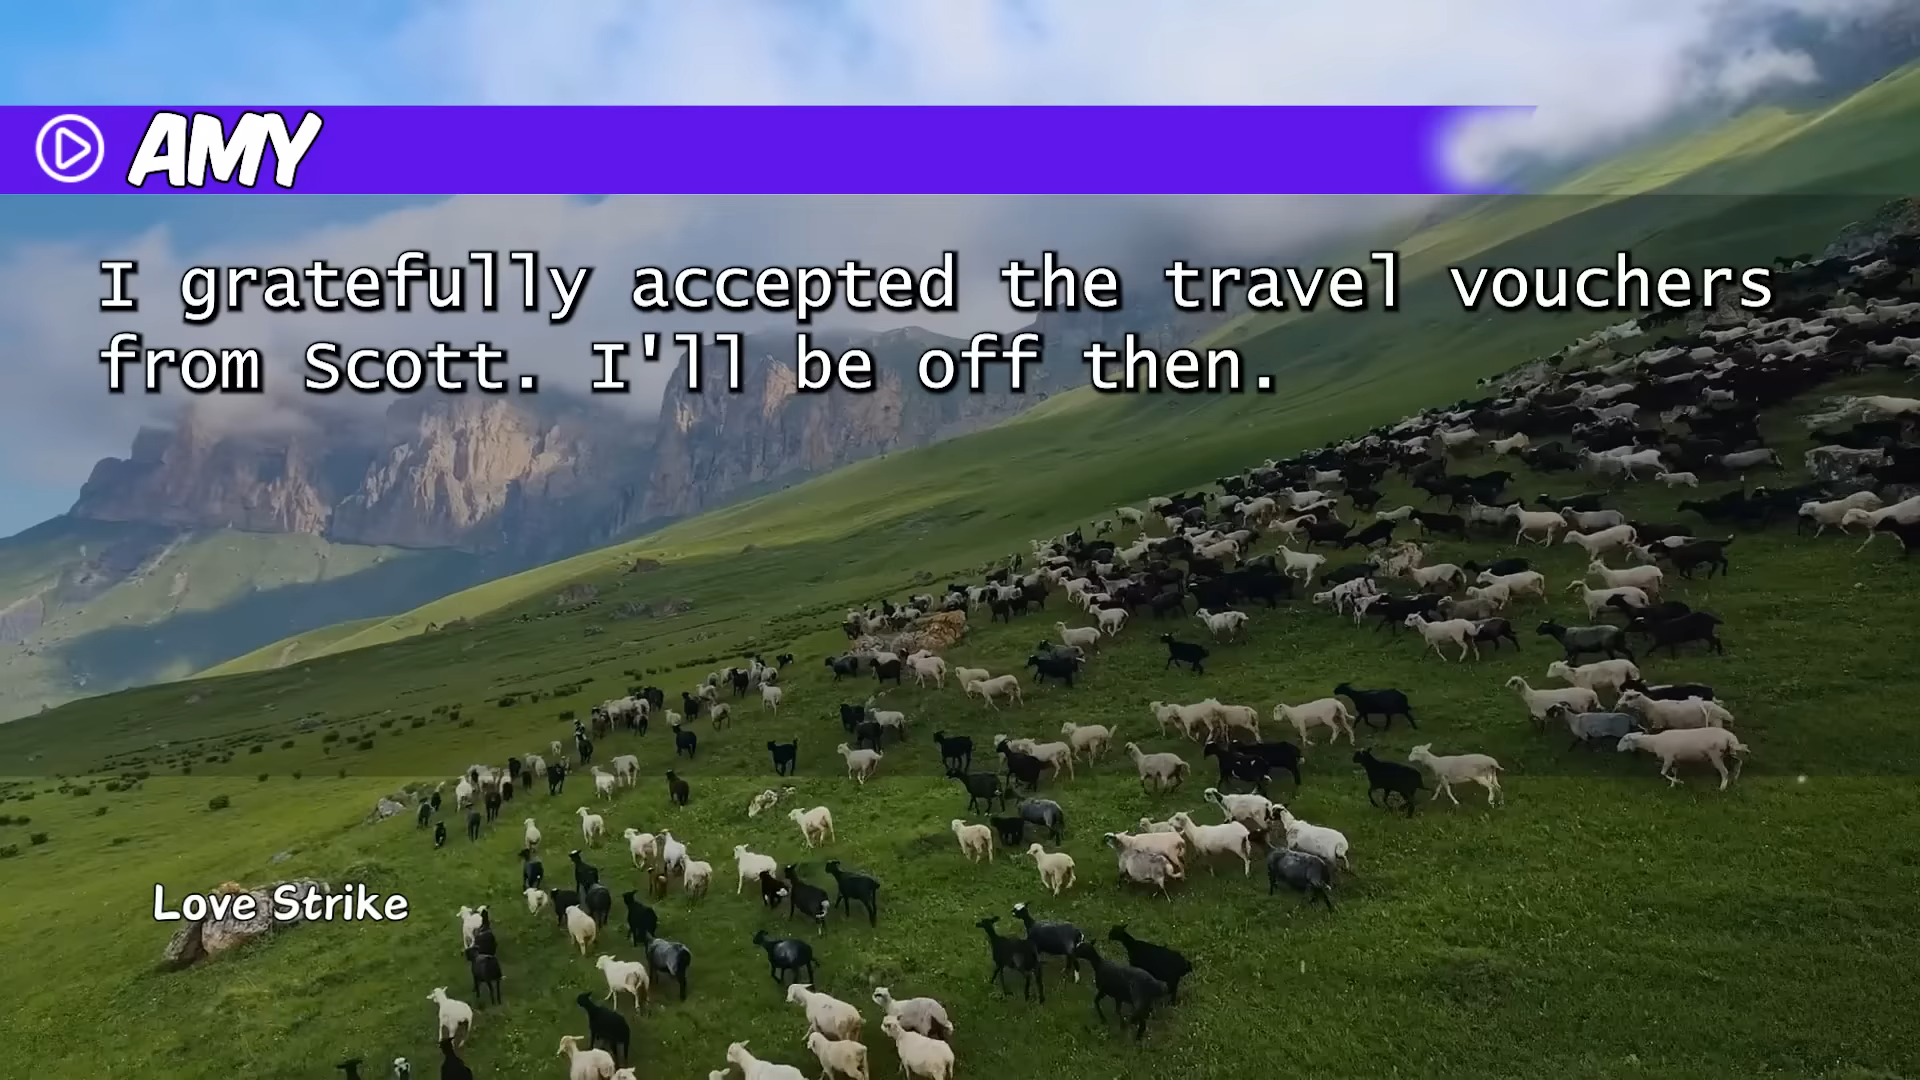 AMY
I gratefully accepted the travel vouchers
from Scott. I'll be off then.
Love Strike